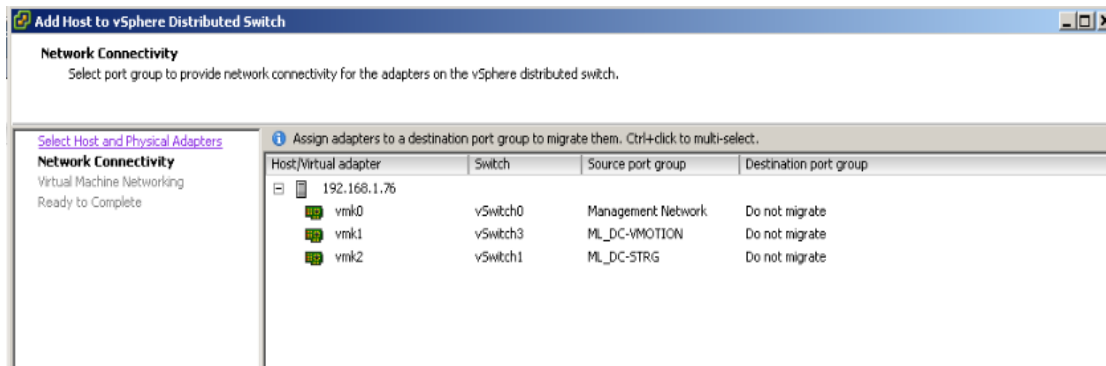 Add Host to vSphere Distributed Switch
Network Connectivity
Select port group to provide network connectivity for the adapters on the vSphere distributed switch.
Select Host and Physical Adapters
Network Connectivity
Virtual Machine Networking
Ready to Complete
Assign adapters to a destination port group to migrate them. Ctrl+click to multi-select.
Host/Virtual adapter Switch Source port group Destination port group
192.168.1.76
vmk0 vSwitch0 Management Network Do not migrate
vmk1 vSwitch3 ML_DC-VMOTION Do not migrate
vmk2 vSwitch1 ML_DC-STRG Do not migrate